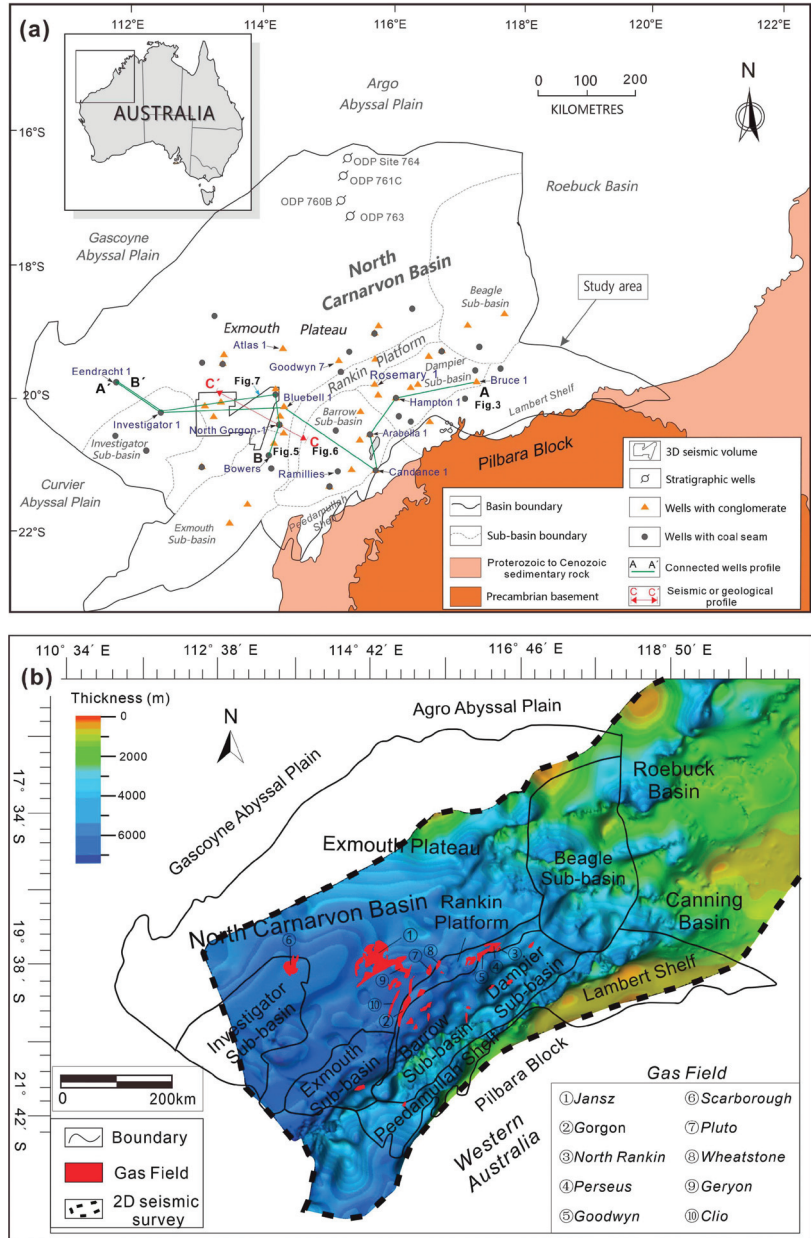 (a)
112°E
114°E
116°E
118°E
120°E
122°E
16°S
18°S
20°S
22°S
AUSTRALIA
Argo
Abyssal Plain
0 100 200
KILOMETRES
N
ODP Site 764
ODP 761C
ODP 760B
ODP 763
Roebuck Basin
Gascoyne
Abyssal Plain
North
Carnarvon Basin
Beagle
Sub-basin
Study area
Exmouth
Plateau
Atlas 1
Goodwyn 7
Rankin Platform
Rosemary 1
Dampier
Sub-basin
Bruce 1
Eendracht 1
A´
B´
C´
Fig.7
Bluebell 1
Hampton 1
A
Fig.3
Lambert Shelf
Investigator 1
Barrow
Sub-basin
North Gorgon-1
Arabella 1
Pilbara Block
Investigator
Sub-basin
C
B
Fig.5
Fig.6
Bowers
Ramillies
Candance 1
Curvier
Abyssal Plain
Exmouth
Sub-basin
Peedamullah
Shelf
Basin boundary
Sub-basin boundary
Proterozoic to Cenozoic
sedimentary rock
Precambrian basement
3D seismic volume
Stratigraphic wells
Wells with conglomerate
Wells with coal seam
A A´
Connected wells profile
C C´
Seismic or geological
profile
(b)
110° 34′ E
112° 38′ E
114° 42′ E
116° 46′ E
118° 50′ E
17°
34′
S
19°
38′
S
21°
42′
S
Thickness (m)
0
2000
4000
6000
N
Agro Abyssal Plain
Gascoyne Abyssal Plain
Roebuck
Basin
Exmouth Plateau
Beagle
Sub-basin
Canning
Basin
North Carnarvon Basin
Rankin
Platform
⑥
①
⑦ ⑧
③
④
⑤
⑨
⑩
②
Dampier
Sub-basin
Lambert Shelf
Investigator
Sub-basin
Barrow
Sub-basin
Exmouth
Sub-basin
Peedamullah Shelf
Pilbara Block
Western
Australia
0 200km
Boundary
Gas Field
2D seismic
survey
Gas Field
①Jansz
②Gorgon
③North Rankin
④Perseus
⑤Goodwyn
⑥Scarborough
⑦Pluto
⑧Wheatstone
⑨Geryon
⑩Clio